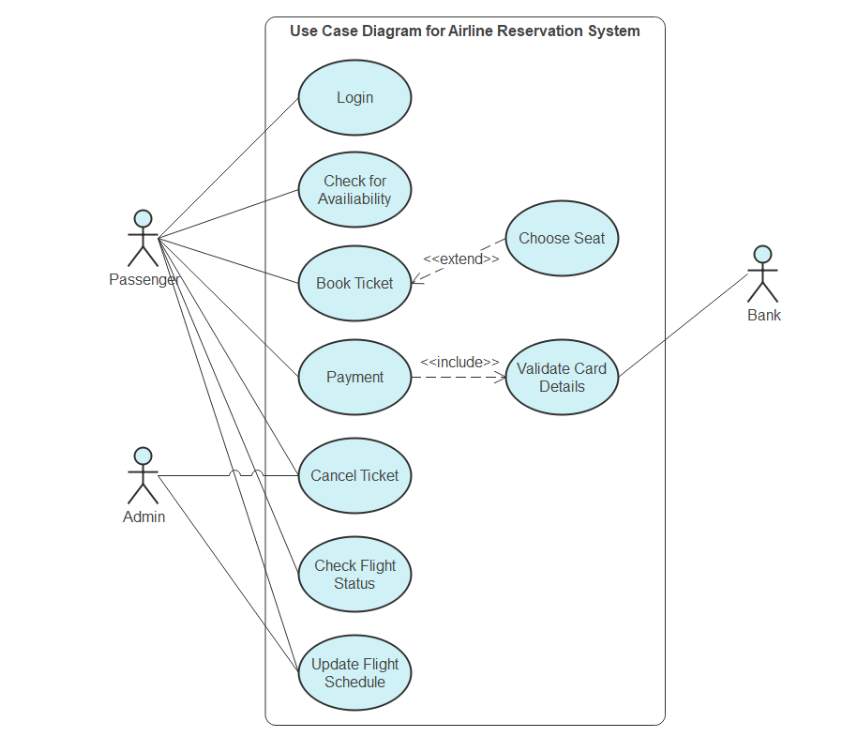 Use Case Diagram for Airline Reservation System
Login
Check for
Availiability
Choose Seat
<<extend>>
Book Ticket
Passenger
Bank
<<include>>
Payment
Validate Card
Details
Cancel Ticket
Admin
Check Flight
Status
Update Flight
Schedule